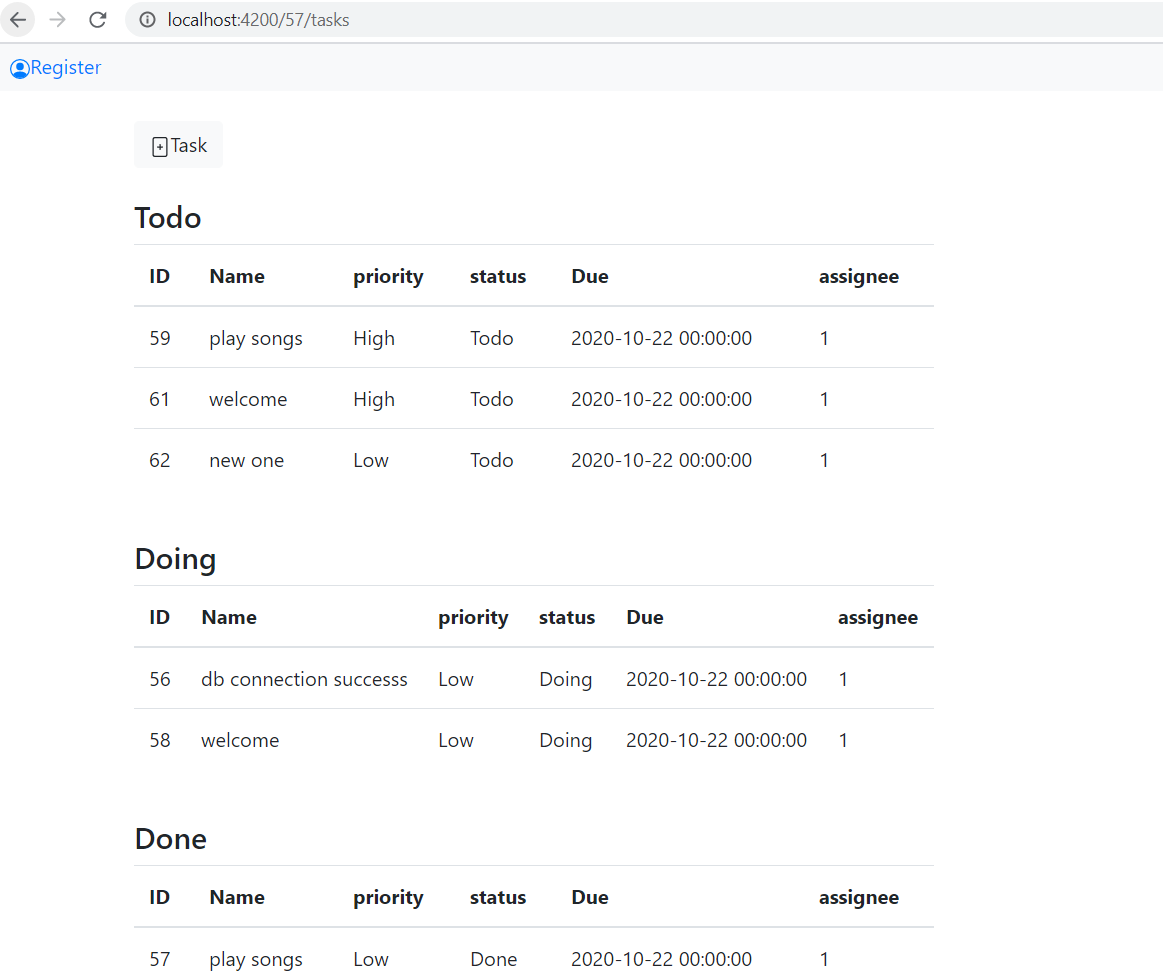 localhost:4200/57/tasks
Register
Task
Todo
ID Name priority status Due assignee
59 play songs High Todo 2020-10-22 00:00:00 1
61 welcome High Todo 2020-10-22 00:00:00 1
62 new one Low Todo 2020-10-22 00:00:00 1
Doing
ID Name priority status Due assignee
56 db connection successs Low Doing 2020-10-22 00:00:00 1
58 welcome Low Doing 2020-10-22 00:00:00 1
Done
ID Name priority status Due assignee
57 play songs Low Done 2020-10-22 00:00:00 1